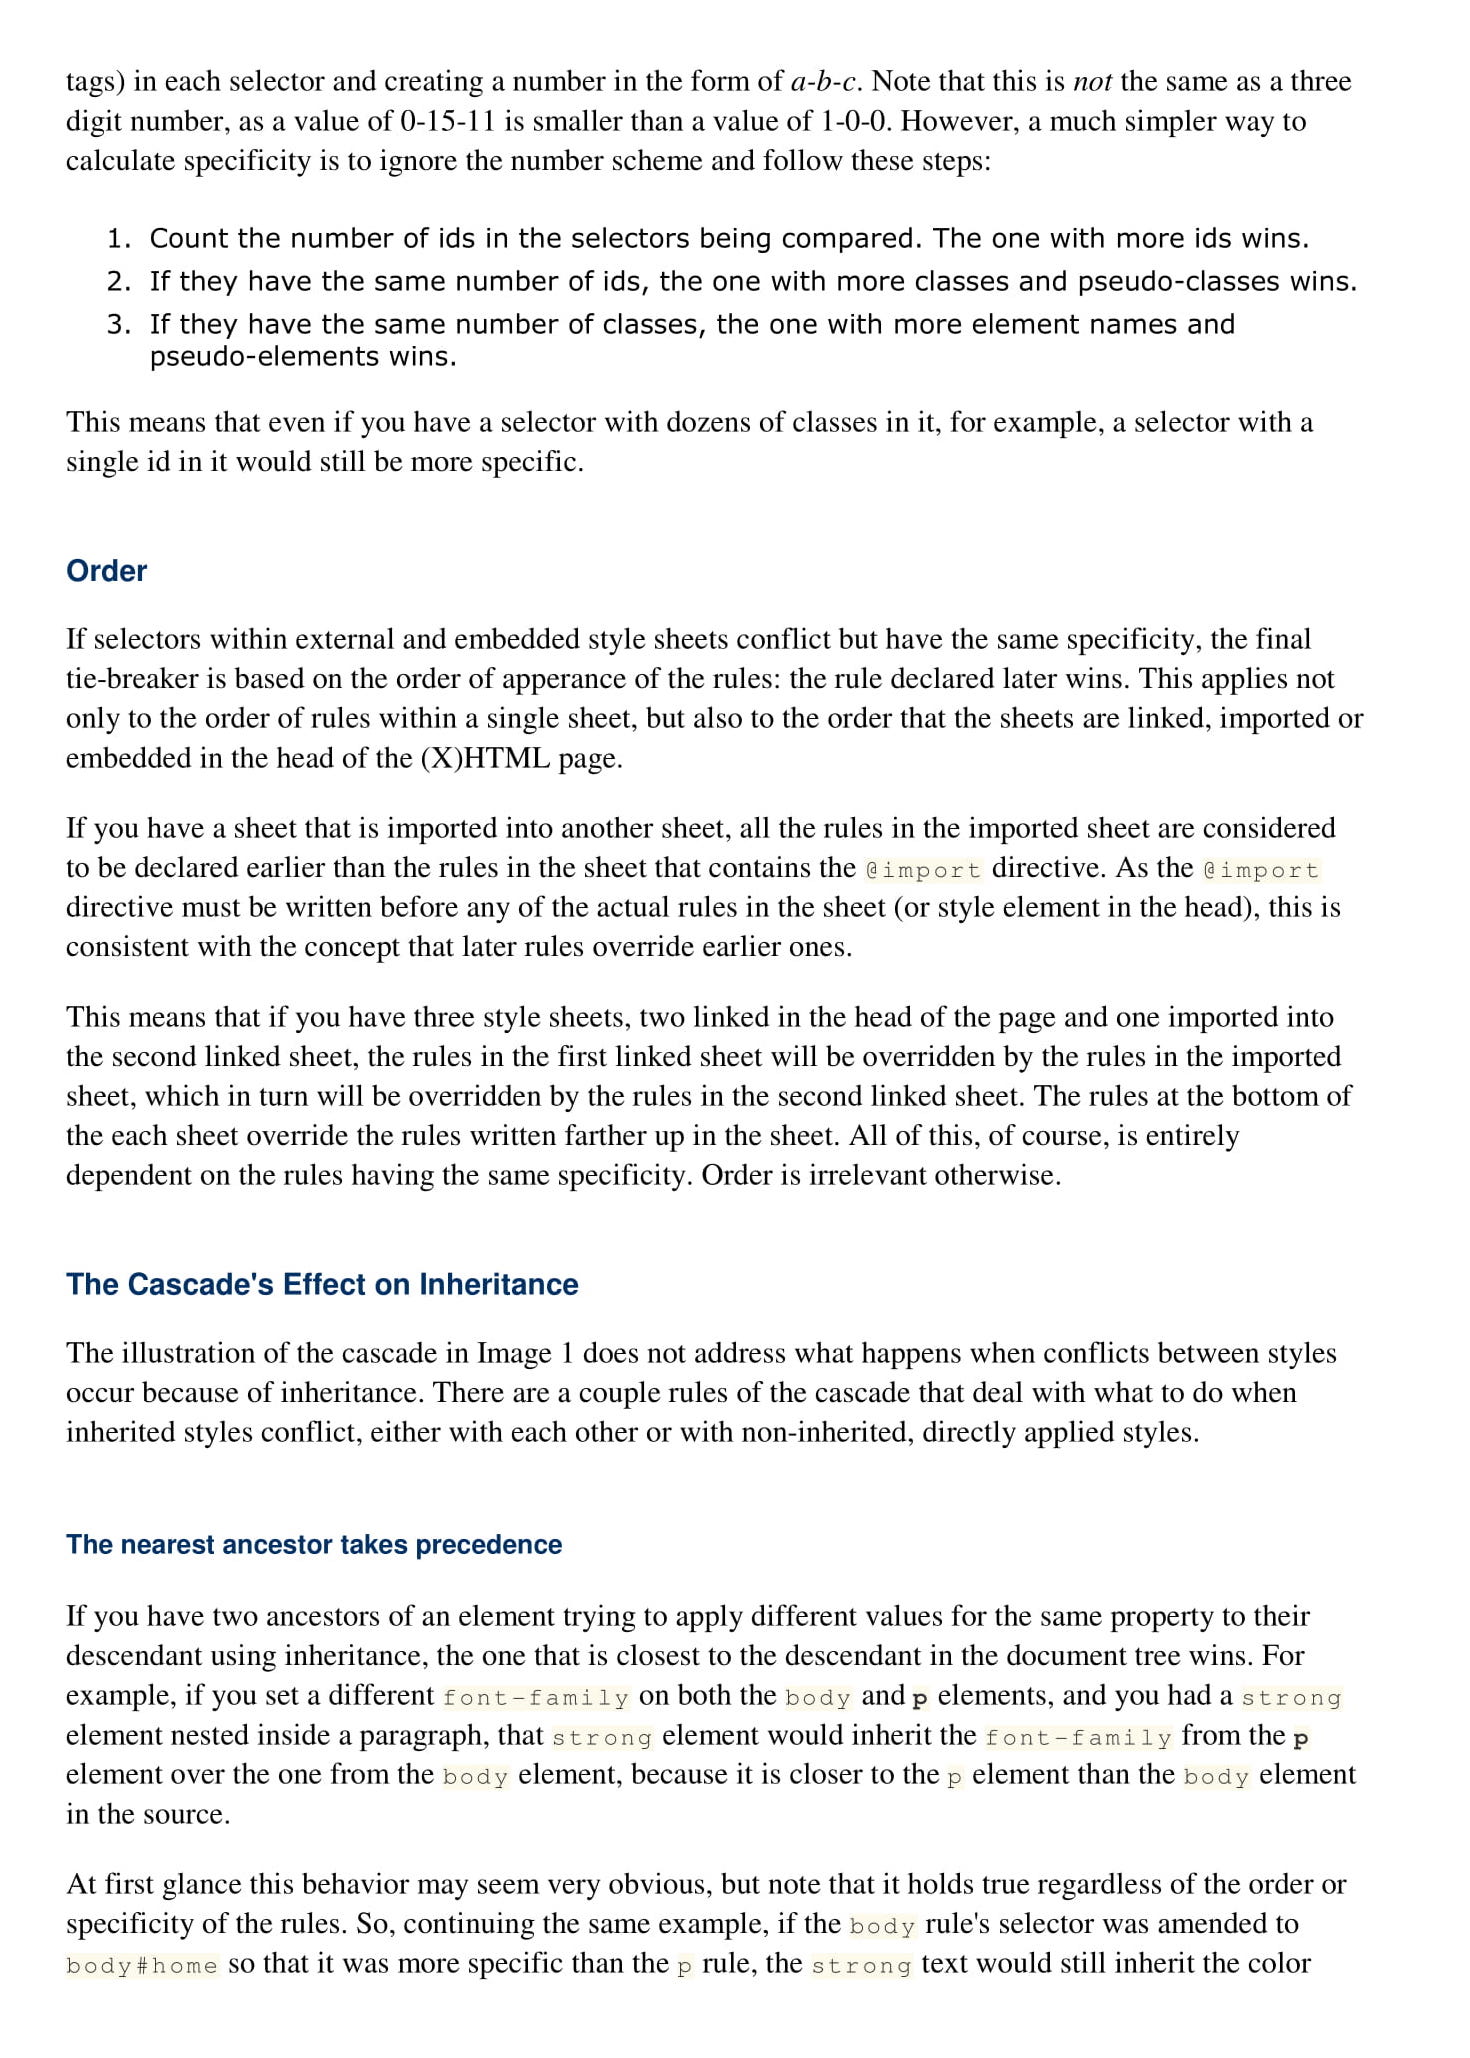 tags) in each selector and creating a number in the form of a-b-c. Note that this is not the same as a three
digit number, as a value of 0-15-11 is smaller than a value of 1-0-0. However, a much simpler way to
calculate specificity is to ignore the number scheme and follow these steps:
1. Count the number of ids in the selectors being compared. The one with more ids wins.
2. If they have the same number of ids, the one with more classes and pseudo-classes wins.
3. If they have the same number of classes, the one with more element names and
pseudo-elements wins.
This means that even if you have a selector with dozens of classes in it, for example, a selector with a
single id in it would still be more specific.
Order
If selectors within external and embedded style sheets conflict but have the same specificity, the final
tie-breaker is based on the order of apperance of the rules: the rule declared later wins. This applies not
only to the order of rules within a single sheet, but also to the order that the sheets are linked, imported or
embedded in the head of the (X)HTML page.
If you have a sheet that is imported into another sheet, all the rules in the imported sheet are considered
to be declared earlier than the rules in the sheet that contains the @import directive. As the @import
directive must be written before any of the actual rules in the sheet (or style element in the head), this is
consistent with the concept that later rules override earlier ones.
This means that if you have three style sheets, two linked in the head of the page and one imported into
the second linked sheet, the rules in the first linked sheet will be overridden by the rules in the imported
sheet, which in turn will be overridden by the rules in the second linked sheet. The rules at the bottom of
the each sheet override the rules written farther up in the sheet. All of this, of course, is entirely
dependent on the rules having the same specificity. Order is irrelevant otherwise.
The Cascade's Effect on Inheritance
The illustration of the cascade in Image 1 does not address what happens when conflicts between styles
occur because of inheritance. There are a couple rules of the cascade that deal with what to do when
inherited styles conflict, either with each other or with non-inherited, directly applied styles.
The nearest ancestor takes precedence
If you have two ancestors of an element trying to apply different values for the same property to their
descendant using inheritance, the one that is closest to the descendant in the document tree wins. For
example, if you set a different font-family on both the body and p elements, and you had a strong
element nested inside a paragraph, that strong element would inherit the font-family from the p
element over the one from the body element, because it is closer to the p element than the body element
in the source.
At first glance this behavior may seem very obvious, but note that it holds true regardless of the order or
specificity of the rules. So, continuing the same example, if the body rule's selector was amended to
body#home so that it was more specific than the p rule, the strong text would still inherit the color